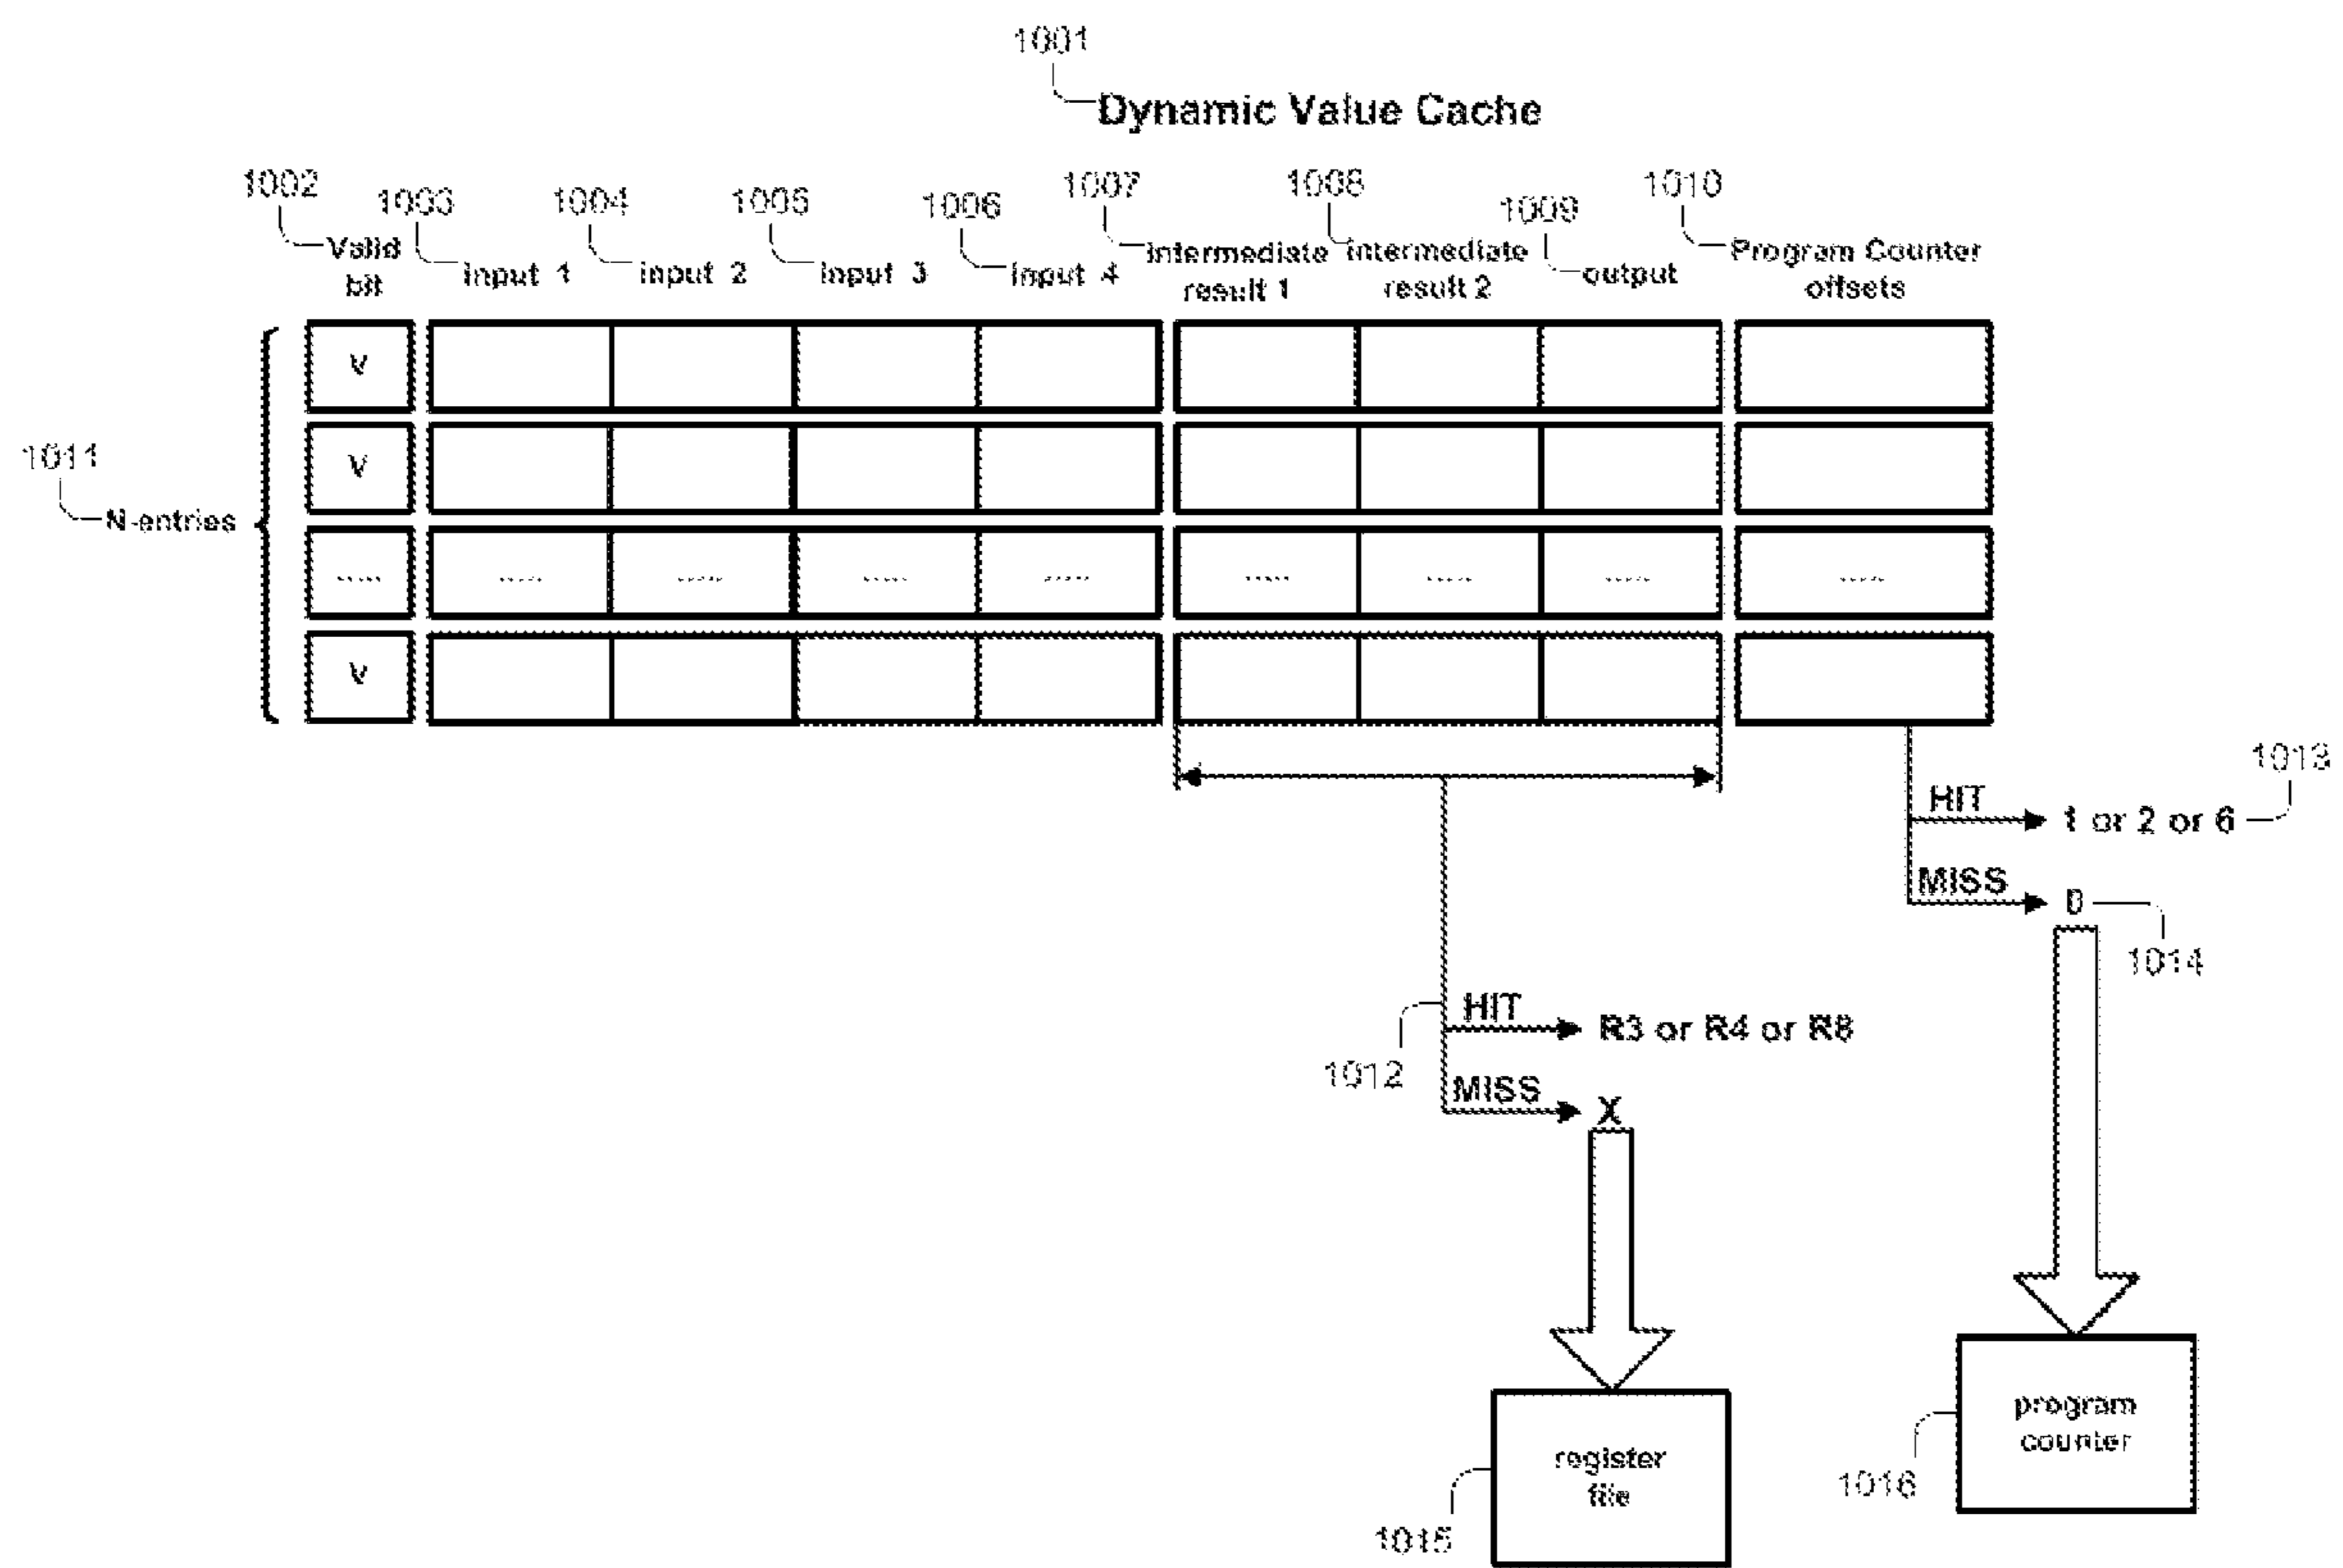 1001
Dynamic Value Cache
1002
1003
1004
1005
1006
1007
1008
1009
1010
Valid
bit
input 1
input 2
input 3
input 4
intermediate
result 1
intermediate
result 2
output
Program Counter
offsets
V
1011
N-entries
V
..... ..... ..... ..... ..... ..... ..... ..... .....
V
HIT
1 or 2 or 6
1013
MISS
0
1014
1012
HIT
R3 or R4 or R8
MISS
X
program
counter
1016
register
file
1015